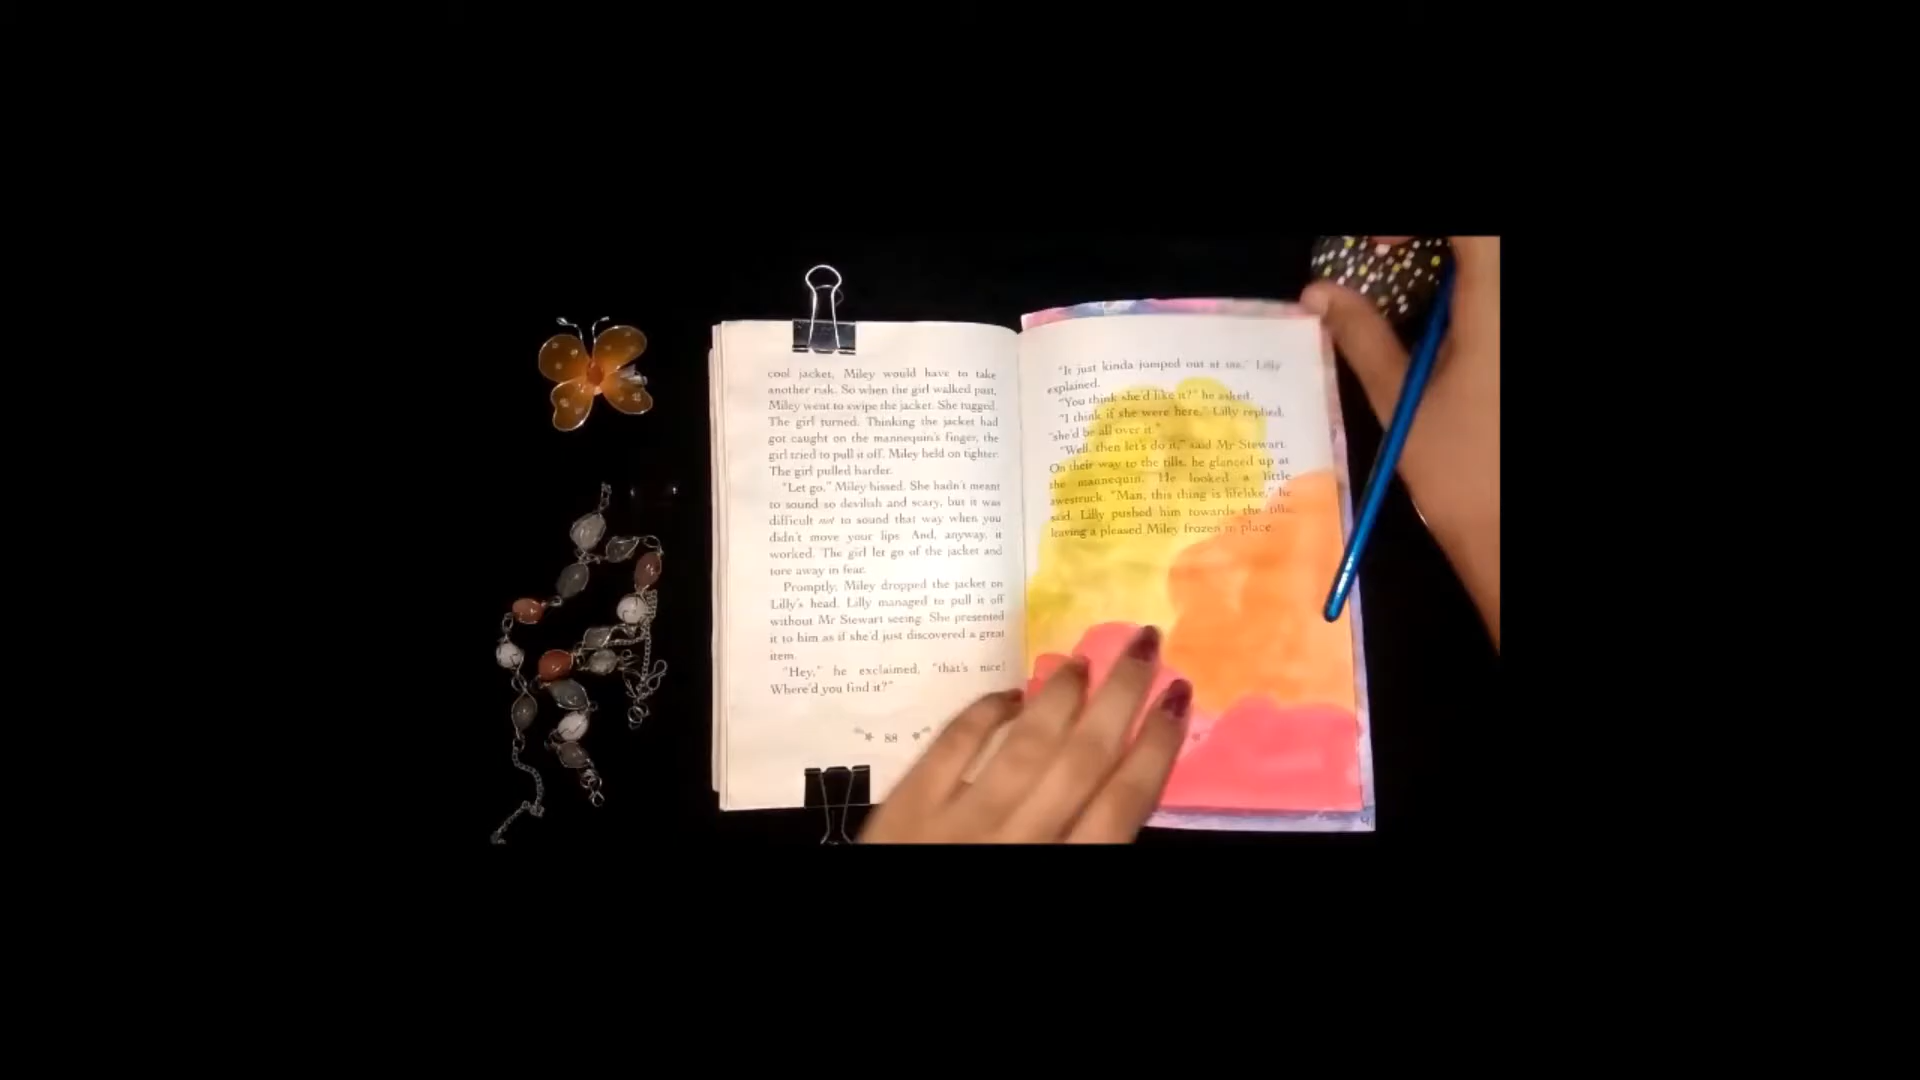 cool jacket, Miley would have to take
another risk. So when the girl walked past,
Miley went to swipe the jacket. She tugged.
The girl turned. Thinking the jacket had
got caught on the mannequin's finger, the
girl tried to pull it off. Miley held on tighter.
The girl pulled harder.
"Let go," Miley hissed. She hadn't meant
to sound so devilish and scary, but it was
difficult not to sound that way when you
didn't move your lips. And, anyway, it
worked. The girl let go of the jacket and
tore away in fear.
Promptly, Miley dropped the jacket on
Lilly's head. Lilly managed to pull it off
without Mr Stewart seeing. She presented
it to him as if she'd just discovered a great
item.
"Hey," he exclaimed, "that's nice!
Where'd you find it?"
88
"It just kinda jumped out at me," Lilly
explained.
"You think she'd like it?" he asked.
"I think if she were here," Lilly replied,
"she'd be all over it."
"Well, then let's do it," said Mr Stewart.
On their way to the tills, he glanced up at
the mannequin. He looked a little
awestruck. "Man, this thing is lifelike," he
said. Lilly pushed him towards the tills,
leaving a pleased Miley frozen in place.